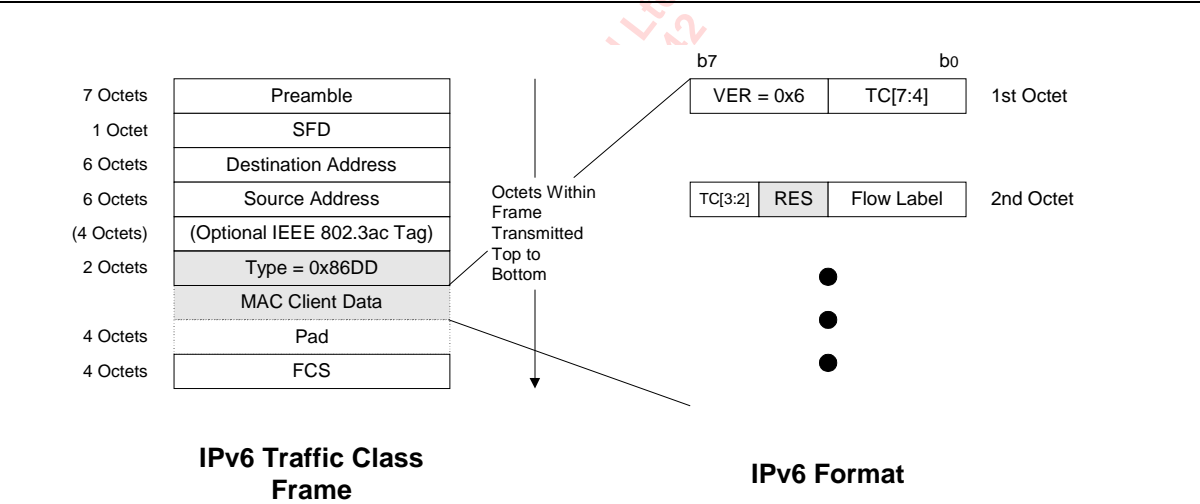 7 Octets Preamble
1 Octet SFD
6 Octets Destination Address
6 Octets Source Address
(4 Octets) (Optional IEEE 802.3ac Tag)
2 Octets Type = 0x86DD
MAC Client Data
4 Octets Pad
4 Octets FCS
IPv6 Traffic Class
Frame
Octets Within
Frame
Transmitted
Top to
Bottom
b7 b0
VER = 0x6 TC[7:4] 1st Octet
TC[3:2] RES Flow Label 2nd Octet
IPv6 Format